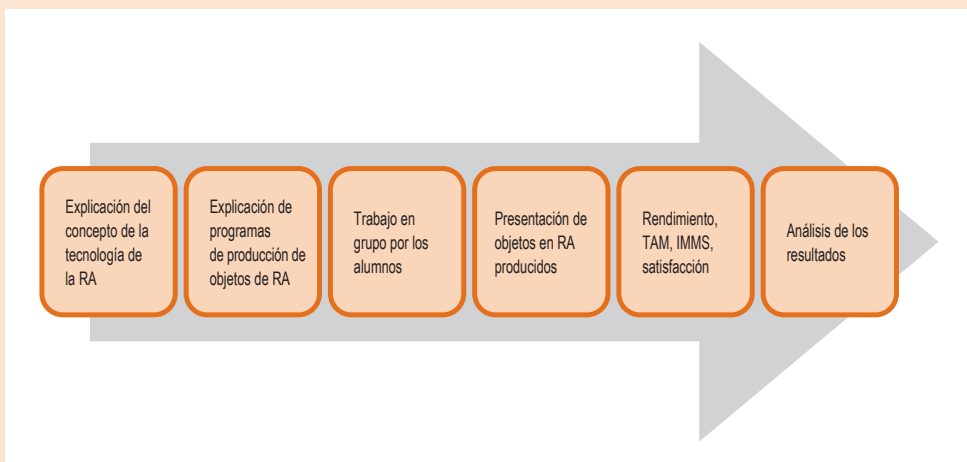 Explicación del
concepto de la
tecnología de
la RA
Explicación de
programas
de producción de
objetos de RA
Trabajo en
grupo por los
alumnos
Presentación de
objetos en RA
producidos
Rendimiento,
TAM, IMMS,
satisfacción
Análisis de los
resultados